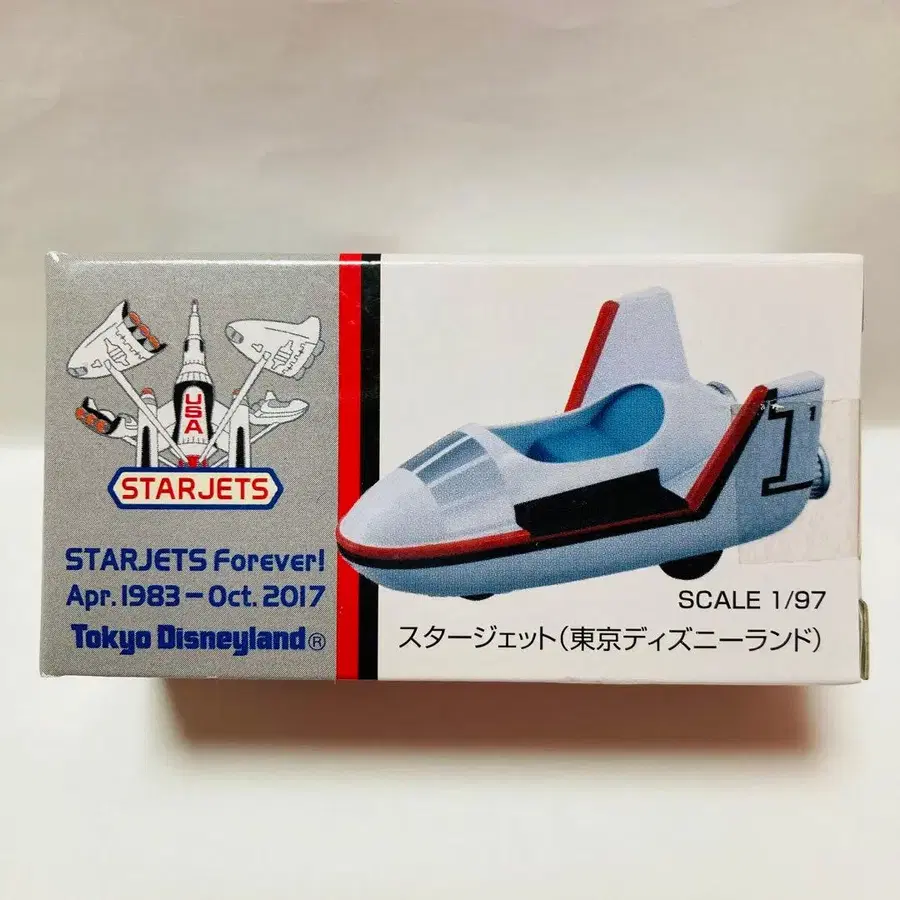 USA
STARJETS
STARJETS Forever!
Apr. 1983 – Oct. 2017
Tokyo Disneyland®
1
SCALE 1/97
スタージェット(東京ディズニーランド)